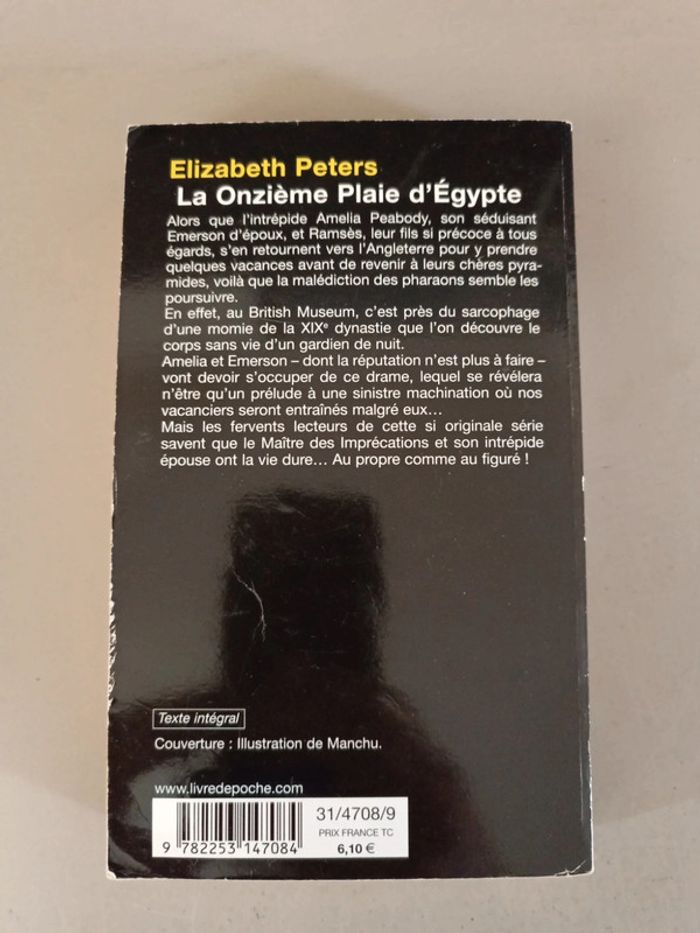 Elizabeth Peters
La Onzième Plaie d'Égypte
Alors que l'intrépide Amelia Peabody, son séduisant
Emerson d'époux, et Ramsès, leur fils si précoce à tous
égards, s'en retournent vers l'Angleterre pour y prendre
quelques vacances avant de revenir à leurs chères pyra-
mides, voilà que la malédiction des pharaons semble les
poursuivre.
En effet, au British Museum, c'est près du sarcophage
d'une momie de la XIXe dynastie que l'on découvre le
corps sans vie d'un gardien de nuit.
Amelia et Emerson – dont la réputation n'est plus à faire –
vont devoir s'occuper de ce drame, lequel se révélera
n'être qu'un prélude à une sinistre machination où nos
vacanciers seront entraînés malgré eux…
Mais les fervents lecteurs de cette si originale série
savent que le Maître des Imprécations et son intrépide
épouse ont la vie dure… Au propre comme au figuré !
Texte intégral
Couverture : Illustration de Manchu.
www.livredepoche.com
31/4708/9
PRIX FRANCE TC
6,10 €
9 782253 147084